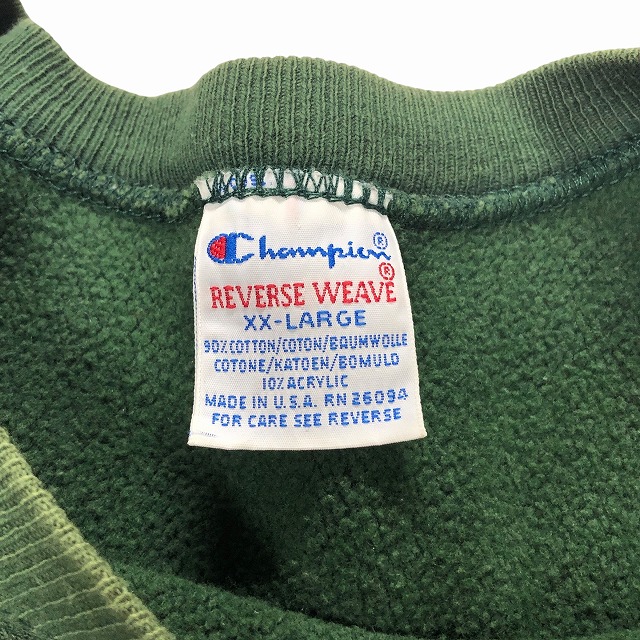 Champion®
REVERSE WEAVE®
XX-LARGE
90% COTTON/COTON/BAUMWOLLE
COTONE/KATOEN/BOMULD
10% ACRYLIC
MADE IN U.S.A. RN 26094
FOR CARE SEE REVERSE